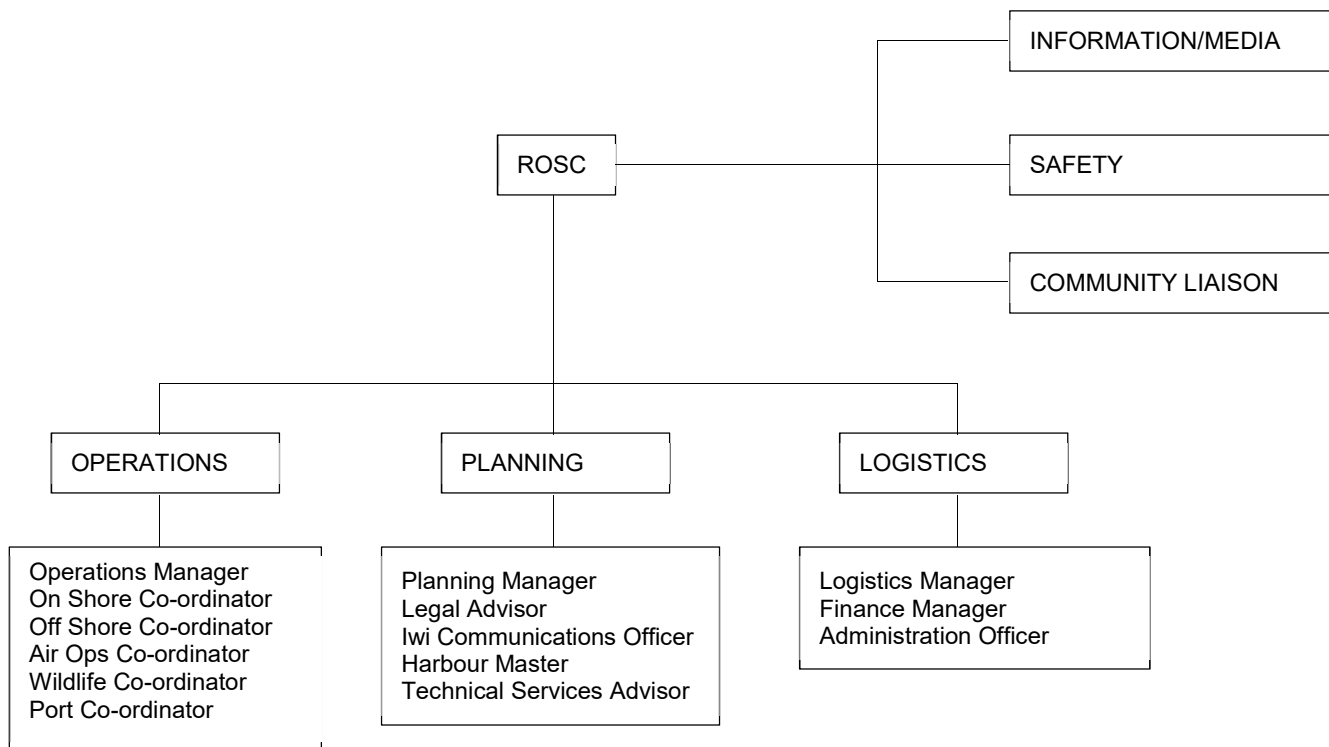 INFORMATION/MEDIA
ROSC
SAFETY
COMMUNITY LIAISON
OPERATIONS
PLANNING
LOGISTICS
Operations Manager
On Shore Co-ordinator
Off Shore Co-ordinator
Air Ops Co-ordinator
Wildlife Co-ordinator
Port Co-ordinator
Planning Manager
Legal Advisor
Iwi Communications Officer
Harbour Master
Technical Services Advisor
Logistics Manager
Finance Manager
Administration Officer